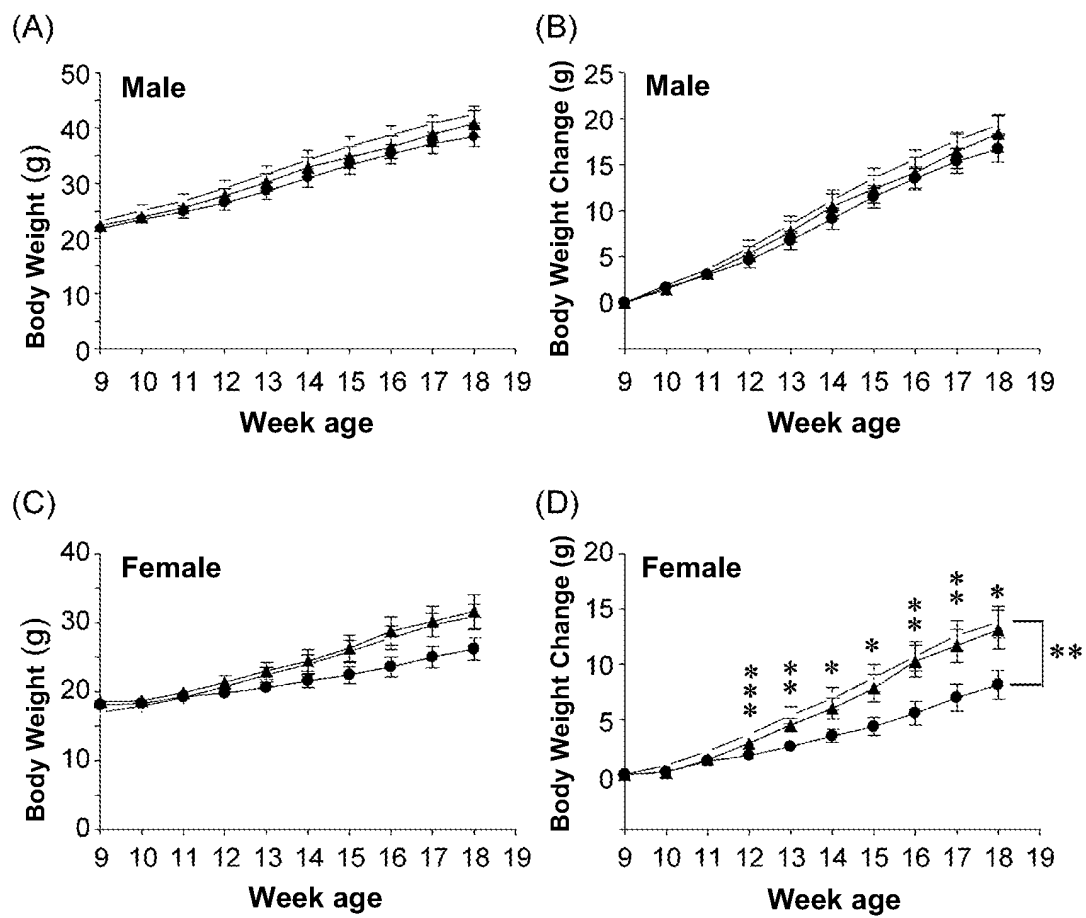 (A)
Male
Body Weight (g)
50
40
30
20
10
0
9 10 11 12 13 14 15 16 17 18 19
Week age
(B)
Male
Body Weight Change (g)
25
20
15
10
5
0
9 10 11 12 13 14 15 16 17 18 19
Week age
(C)
Female
Body Weight (g)
40
30
20
10
0
9 10 11 12 13 14 15 16 17 18 19
Week age
(D)
Female
Body Weight Change (g)
20
15
10
5
0
*** ** * * ** ** *
**
9 10 11 12 13 14 15 16 17 18 19
Week age